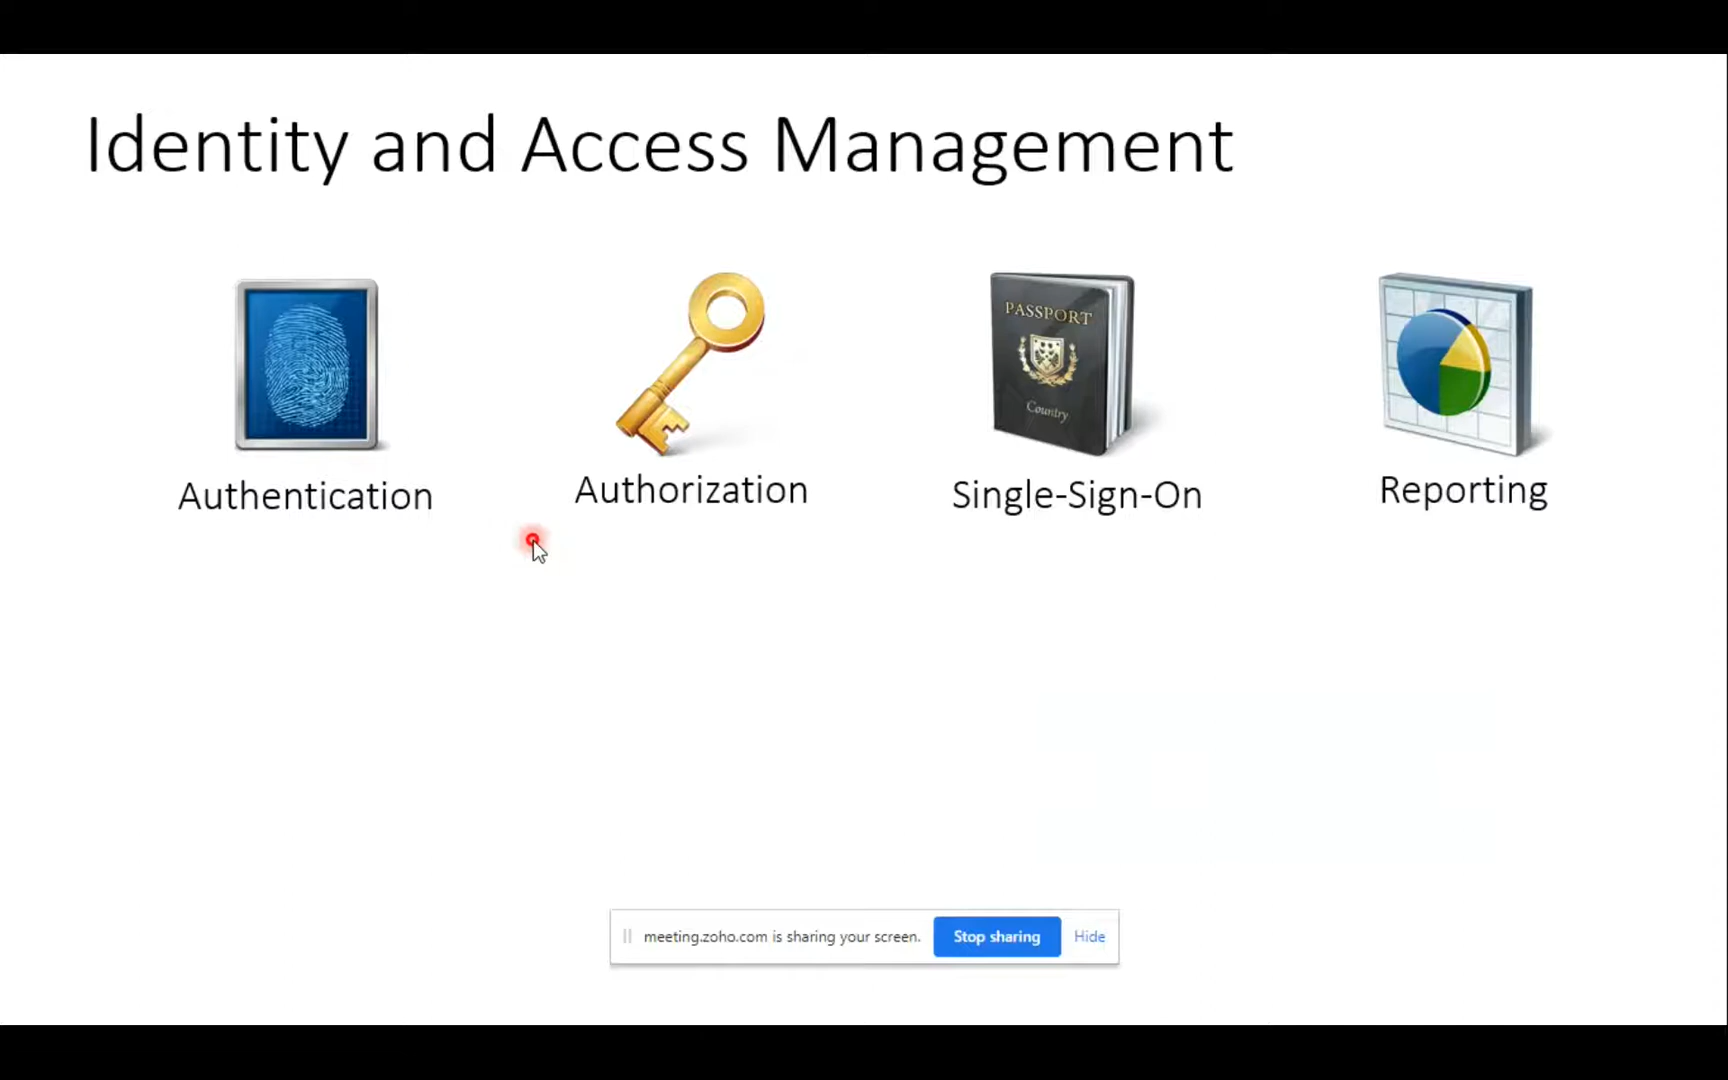 Identity and Access Management
PASSPORT
Country
Authentication
Authorization
Single-Sign-On
Reporting
meeting.zoho.com is sharing your screen.
Stop sharing
Hide